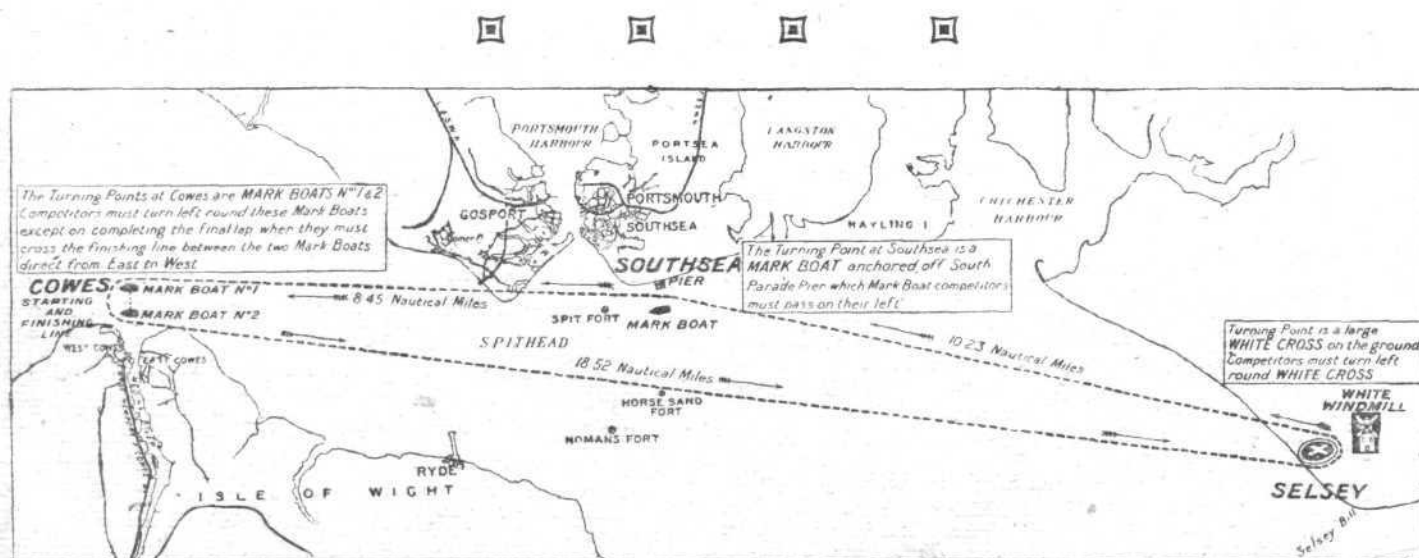 PORTSMOUTH
HARBOUR
PORTSEA
ISLAND
LANGSTON
HARBOUR
The Turning Points at Cowes are MARK BOATS Nos 1 & 2
Competitors must turn left round these Mark Boats
except on completing the final lap when they must
cross the finishing line between the two Mark Boats
direct from East to West
GOSPORT
PORTSMOUTH
SOUTHSEA
HAYLING I
CHICHESTER
HARBOUR
The Turning Point at Southsea is a
MARK BOAT anchored off South
Parade Pier which Mark Boat competitors
must pass on their left
SOUTHSEA
PIER
COWES
STARTING
AND
FINISHING
LINE
MARK BOAT No 1
MARK BOAT No 2
8·45 Nautical Miles
SPIT FORT
MARK BOAT
SPITHEAD
10·23 Nautical Miles
18·52 Nautical Miles
Turning Point is a large
WHITE CROSS on the ground
Competitors must turn left
round WHITE CROSS
WEST COWES
EAST COWES
HORSE SAND
FORT
NOMANS FORT
WHITE
WINDMILL
RYDE
ISLE OF WIGHT
SELSEY
Selsey Bill